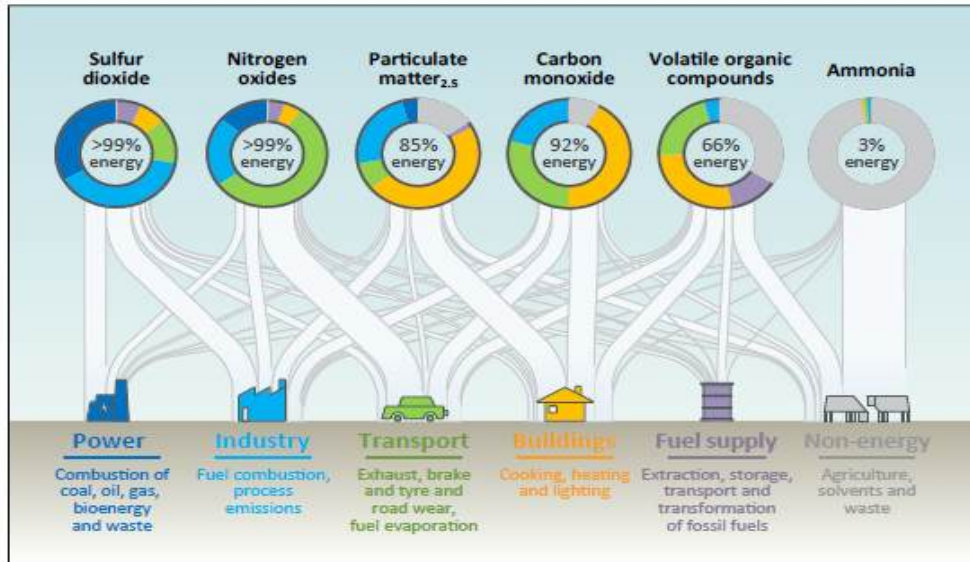 Sulfur
dioxide
Nitrogen
oxides
Particulate
matter2.5
Carbon
monoxide
Volatile organic
compounds
Ammonia
>99%
energy
>99%
energy
85%
energy
92%
energy
66%
energy
3%
energy
Power
Combustion of
coal, oil, gas,
bioenergy
and waste
Industry
Fuel combustion,
process
emissions
Transport
Exhaust, brake
and tyre and
road wear,
fuel evaporation
Buildings
Cooking, heating
and lighting
Fuel supply
Extraction, storage,
transport and
transformation
of fossil fuels
Non-energy
Agriculture,
solvents and
waste